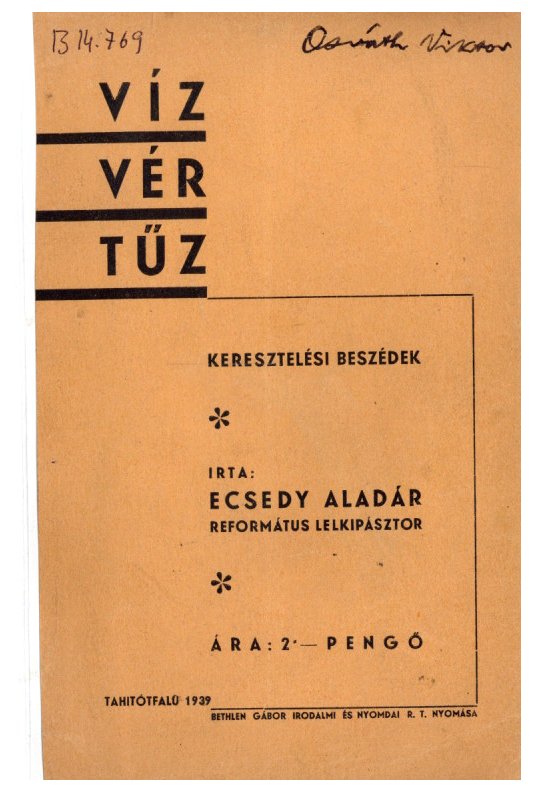 B 14.769
Osváth Viktor
VÍZ
VÉR
TŰZ
KERESZTELÉSI BESZÉDEK
IRTA:
ECSEDY ALADÁR
REFORMÁTUS LELKIPÁSZTOR
ÁRA: 2·— PENGŐ
TAHITÓTFALÚ 1939
BETHLEN GÁBOR IRODALMI ÉS NYOMDAI R. T. NYOMÁSA